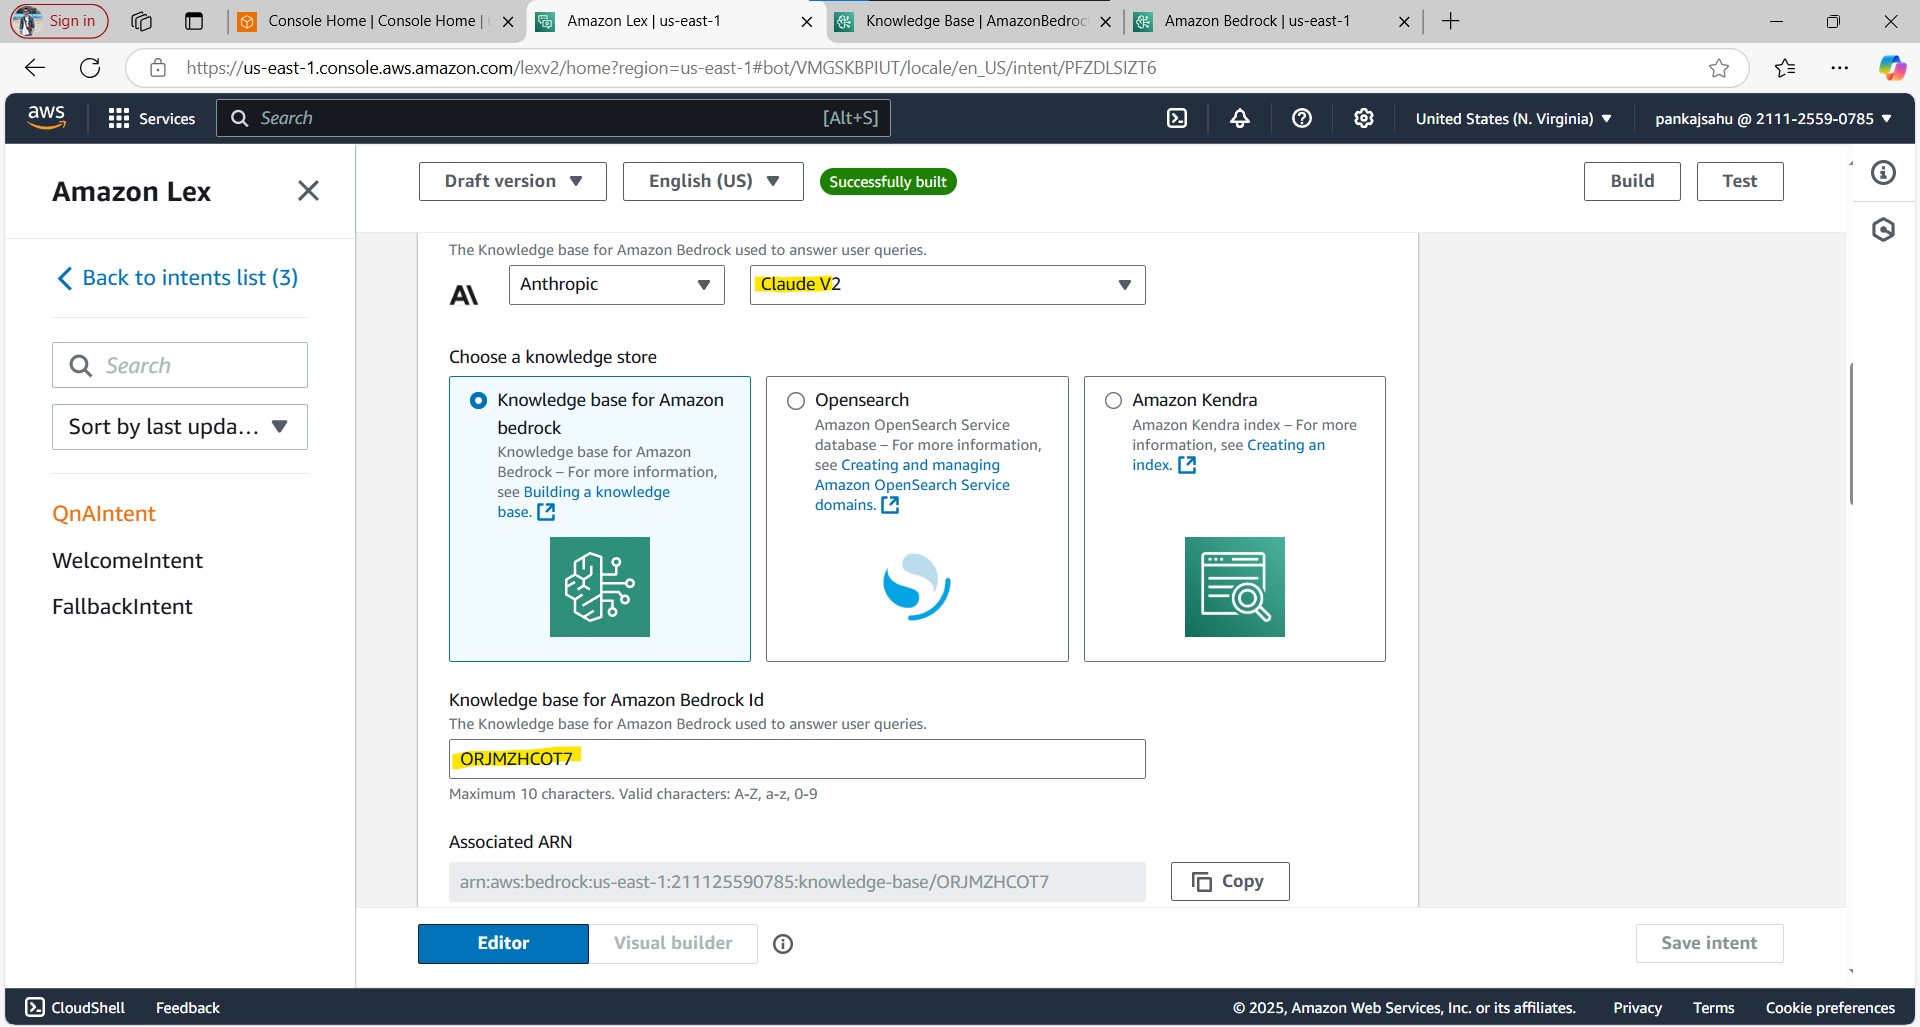 Sign in
Console Home | Console Home |
Amazon Lex | us-east-1
Knowledge Base | AmazonBedroc
Amazon Bedrock | us-east-1
https://us-east-1.console.aws.amazon.com/lexv2/home?region=us-east-1#bot/VMGSKBPIUT/locale/en_US/intent/PFZDLSIZT6
aws
Services
Search
[Alt+S]
United States (N. Virginia)
pankajsahu @ 2111-2559-0785
Amazon Lex
Back to intents list (3)
Search
Sort by last upda...
QnAIntent
WelcomeIntent
FallbackIntent
Draft version
English (US)
Successfully built
Build
Test
The Knowledge base for Amazon Bedrock used to answer user queries.
Anthropic
Claude V2
Choose a knowledge store
Knowledge base for Amazon
bedrock
Knowledge base for Amazon
Bedrock – For more information,
see Building a knowledge
base.
Opensearch
Amazon OpenSearch Service
database – For more information,
see Creating and managing
Amazon OpenSearch Service
domains.
Amazon Kendra
Amazon Kendra index – For more
information, see Creating an
index.
Knowledge base for Amazon Bedrock Id
The Knowledge base for Amazon Bedrock used to answer user queries.
ORJMZHCOT7
Maximum 10 characters. Valid characters: A-Z, a-z, 0-9
Associated ARN
arn:aws:bedrock:us-east-1:211125590785:knowledge-base/ORJMZHCOT7
Copy
Editor
Visual builder
Save intent
CloudShell
Feedback
© 2025, Amazon Web Services, Inc. or its affiliates.
Privacy
Terms
Cookie preferences